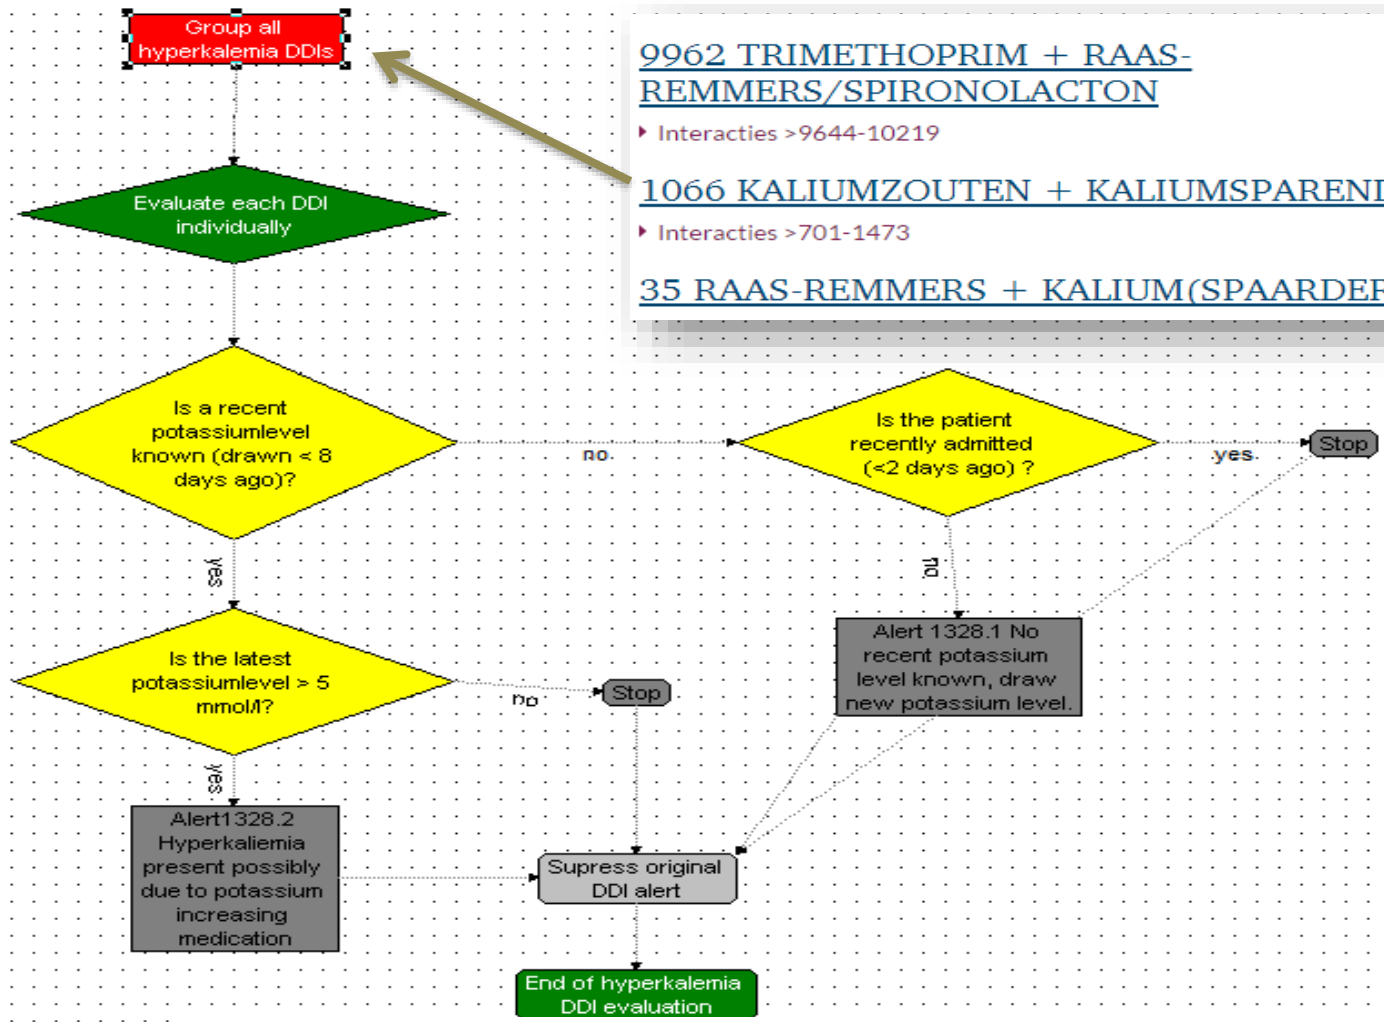 Group all
hyperkalemia DDIs
9962 TRIMETHOPRIM + RAAS-
REMMERS/SPIRONOLACTON
Interacties >9644-10219
1066 KALIUMZOUTEN + KALIUMSPAREND
Interacties >701-1473
35 RAAS-REMMERS + KALIUM(SPAARDER
Evaluate each DDI
individually
Is a recent
potassiumlevel
known (drawn < 8
days ago)?
no
Is the patient
recently admitted
(<2 days ago) ?
yes
Stop
yes
no
Is the latest
potassiumlevel > 5
mmol/l?
no
Stop
Alert 1328.1 No
recent potassium
level known, draw
new potassium level.
yes
Alert1328.2
Hyperkaliemia
present possibly
due to potassium
increasing
medication
Supress original
DDI alert
End of hyperkalemia
DDI evaluation